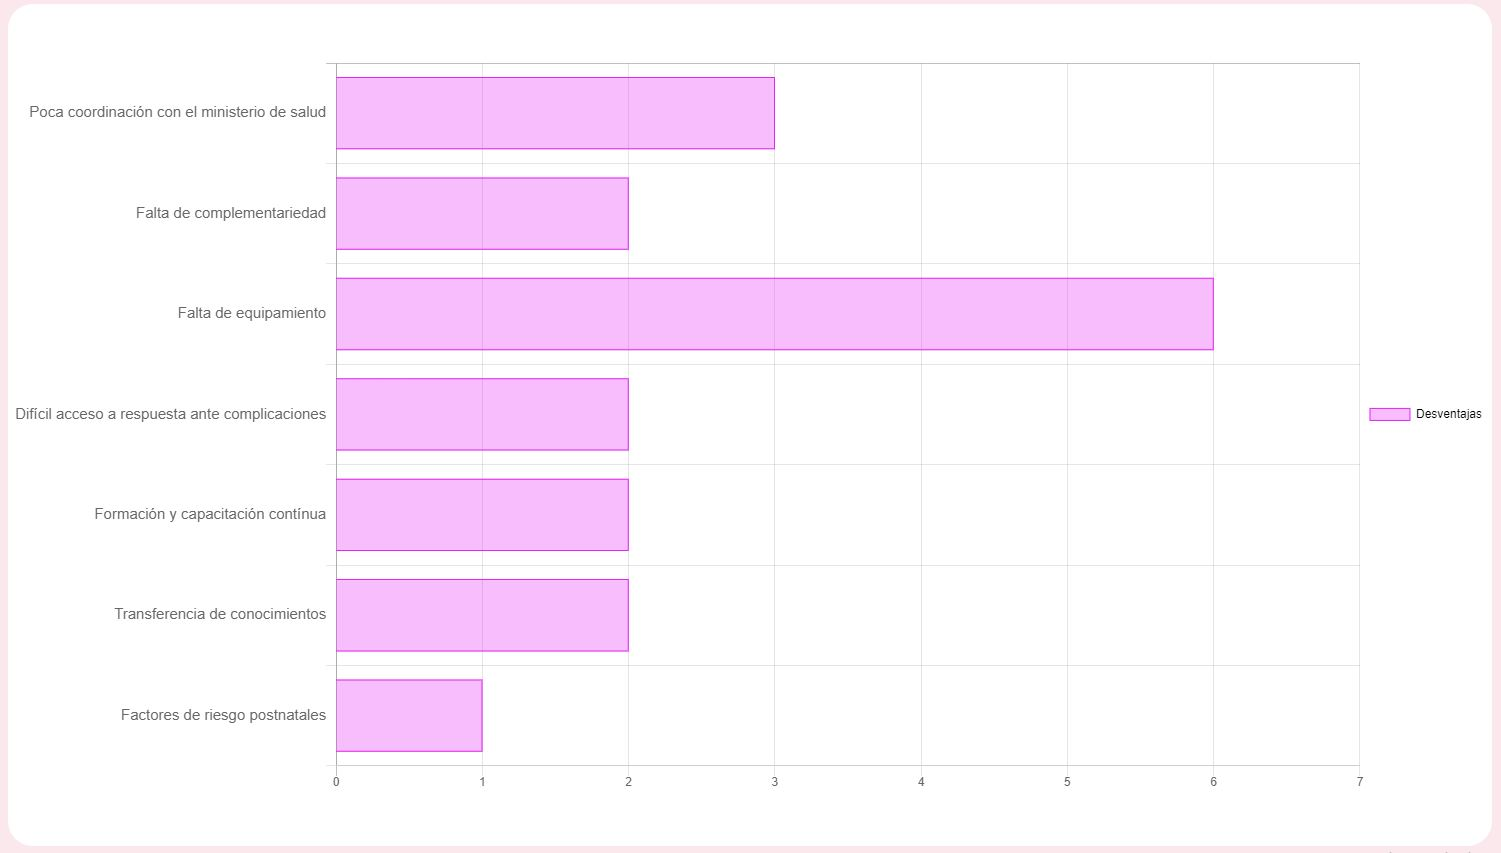 Poca coordinación con el ministerio de salud
Falta de complementariedad
Falta de equipamiento
Difícil acceso a respuesta ante complicaciones
Formación y capacitación contínua
Transferencia de conocimientos
Factores de riesgo postnatales
0 1 2 3 4 5 6 7
Desventajas